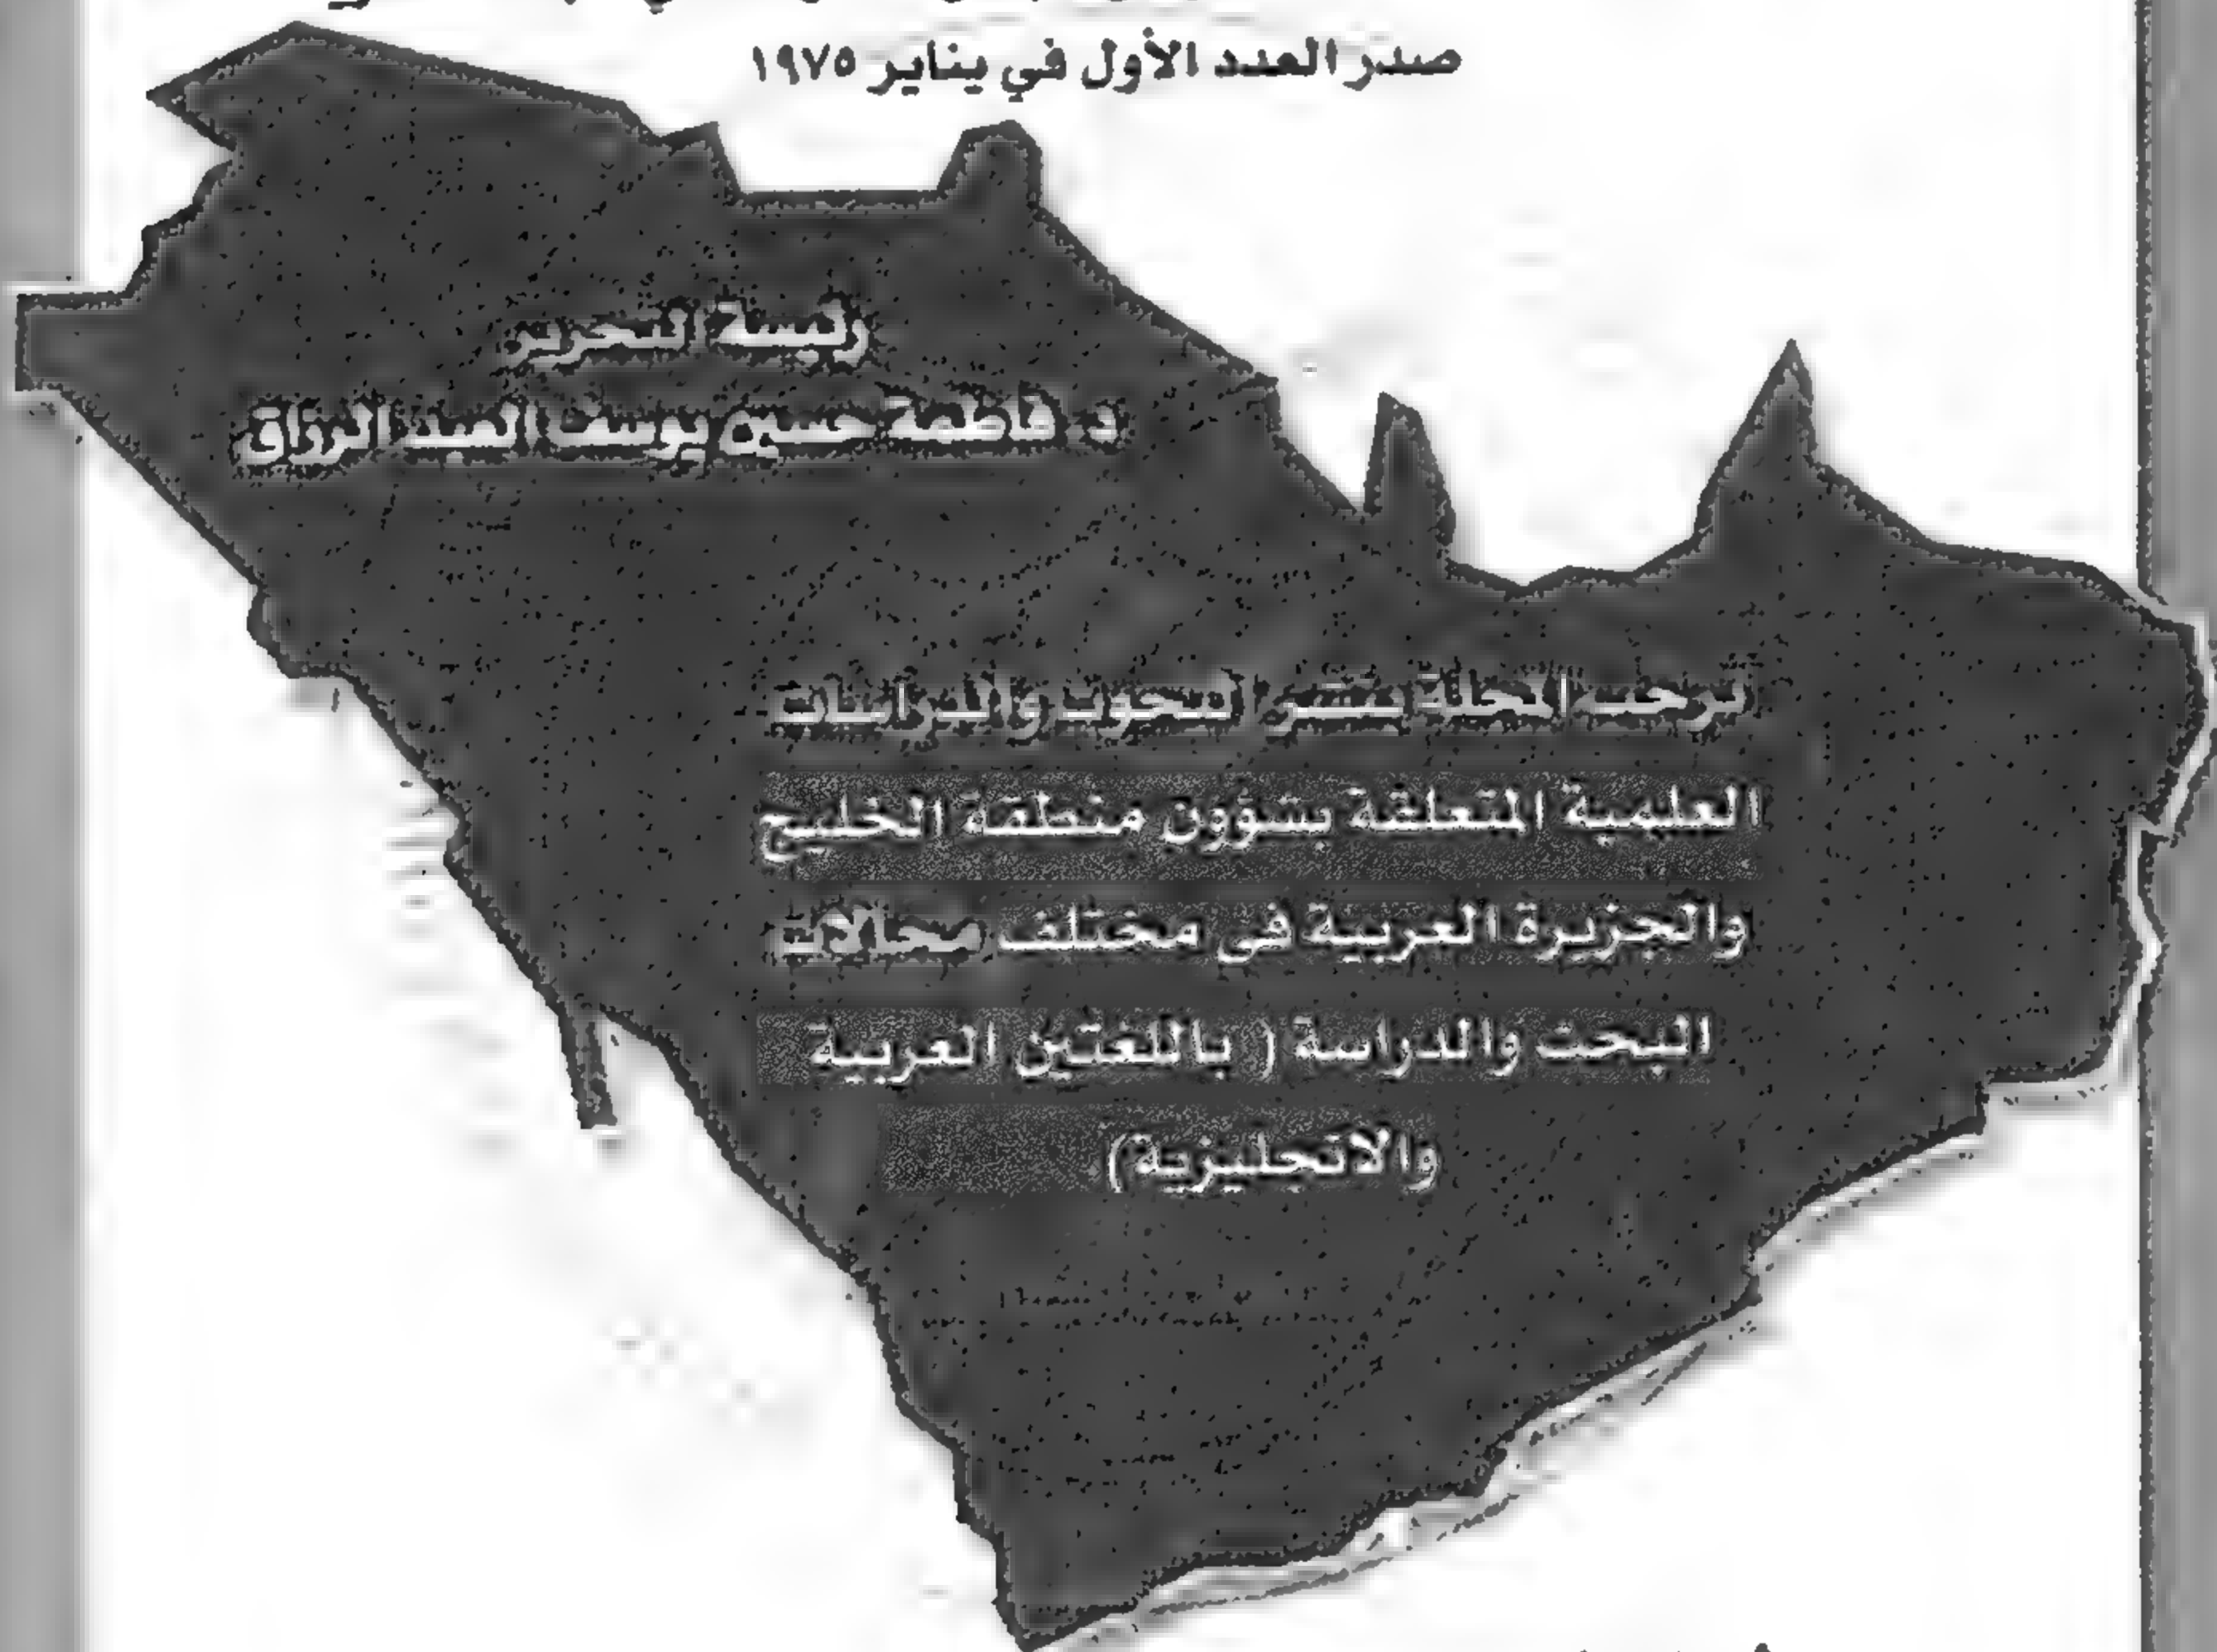 صدر العدد الأول في يناير ١٩٧٥
رئيسة التحرير
د. فاطمة حسين يوسف العبد الرزاق
ترحب المجلة بنشر البحوث والدراسات
العلمية المتعلقة بشؤون منطقة الخليج
والجزيرة العربية في مختلف مجالات
البحث والدراسة ( باللغتين العربية
والانجليزية)